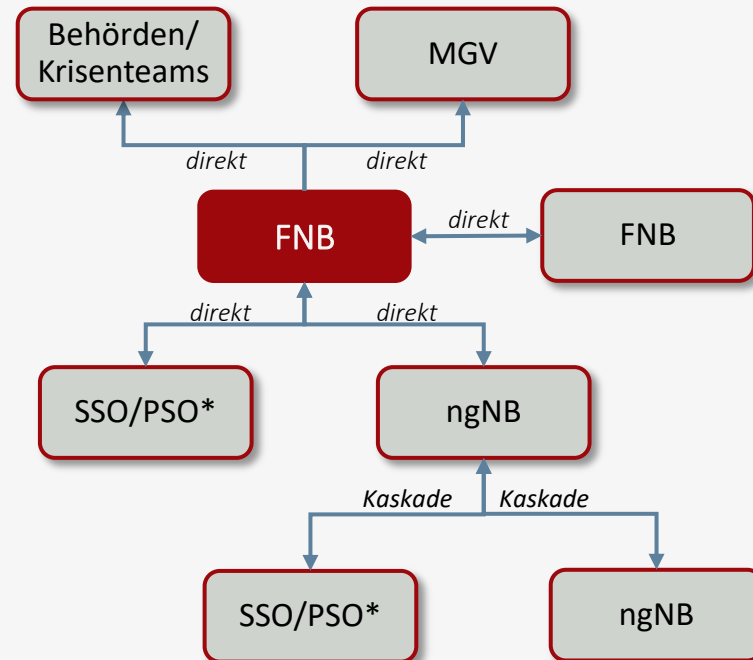 Behörden/
Krisenteams
MGV
direkt
direkt
FNB
direkt
FNB
direkt
direkt
SSO/PSO*
ngNB
Kaskade
Kaskade
SSO/PSO*
ngNB